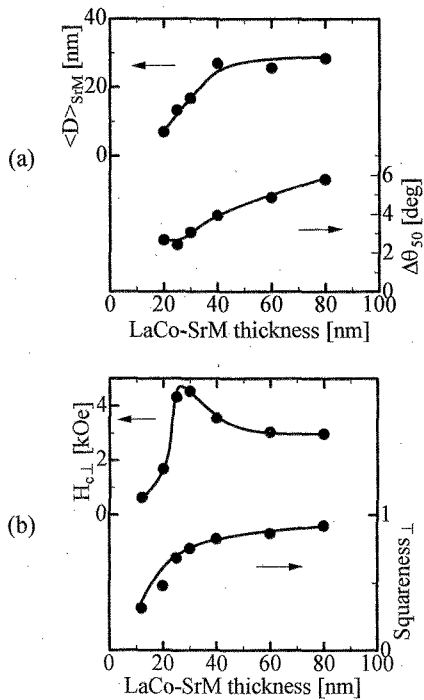 (a)
<D>SrM [nm]
40
20
0
6
4
2
0
Δθ50 [deg]
0 20 40 60 80 100
LaCo-SrM thickness [nm]
(b)
Hc⊥ [kOe]
4
2
0
1
0
Squareness⊥
0 20 40 60 80 100
LaCo-SrM thickness [nm]